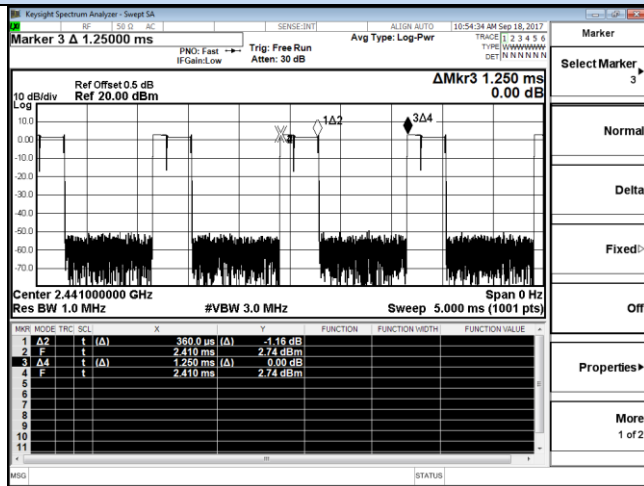 Keysight Spectrum Analyzer - Swept SA
RF 50 Ω AC SENSE:INT ALIGN AUTO 10:54:34 AM Sep 18, 2017
Marker 3 Δ 1.25000 ms
PNO: Fast
IFGain:Low
Trig: Free Run
Atten: 30 dB
Avg Type: Log-Pwr
TRACE 1 2 3 4 5 6
TYPE WWWWWW
DET N N N N N N
Ref Offset 0.5 dB
10 dB/div Ref 20.00 dBm
Log
ΔMkr3 1.250 ms
0.00 dB
10.0
0.00
-10.0
-20.0
-30.0
-40.0
-50.0
-60.0
-70.0
1Δ2
3Δ4
Center 2.441000000 GHz Span 0 Hz
Res BW 1.0 MHz #VBW 3.0 MHz Sweep 5.000 ms (1001 pts)
MKR MODE TRC SCL X Y FUNCTION FUNCTION WIDTH FUNCTION VALUE
1 Δ2 t (Δ) 360.0 µs (Δ) -1.16 dB
2 F t 2.410 ms 2.74 dBm
3 Δ4 t (Δ) 1.250 ms (Δ) 0.00 dB
4 F t 2.410 ms 2.74 dBm
5
6
7
8
9
10
11
MSG STATUS
Marker
Select Marker
3
Normal
Delta
Fixed
Off
Properties
More
1 of 2